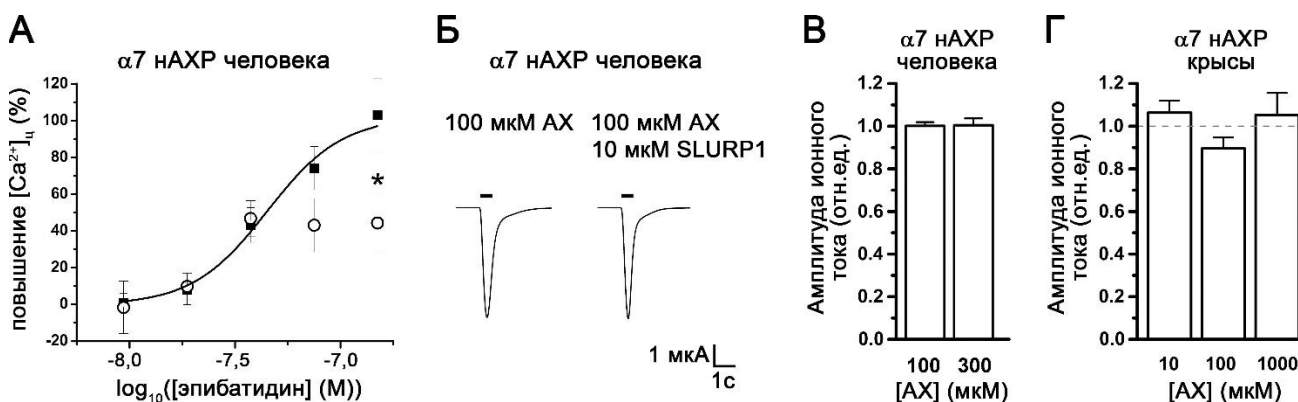 А
α7 нАХР человека
повышение [Ca²⁺]ц (%)
120
100
80
60
40
20
0
-20
*
-8,0
-7,5
-7,0
log₁₀([эпибатидин] (М))
Б
α7 нАХР человека
100 мкМ АХ
100 мкМ АХ
10 мкМ SLURP1
1 мкА
1с
В
α7 нАХР
человека
Амплитуда ионного
тока (отн.ед.)
1.2
1.0
0.8
0.6
0.4
0.2
0.0
100 300
[АХ] (мкМ)
Г
α7 нАХР
крысы
Амплитуда ионного
тока (отн.ед.)
1.2
1.0
0.8
0.6
0.4
0.2
0.0
10 100 1000
[АХ] (мкМ)